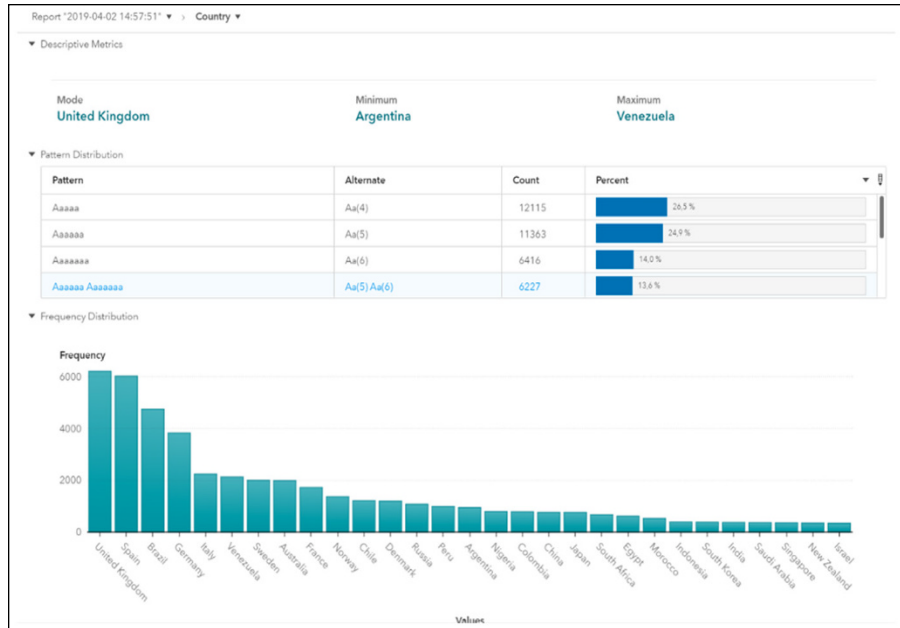 Report "2019-04-02 14:57:51" ▼ › Country ▼
▼ Descriptive Metrics
Mode Minimum Maximum
United Kingdom Argentina Venezuela
▼ Pattern Distribution
Pattern Alternate Count Percent ▼
Aaaaa Aa(4) 12115 26,5 %
Aaaaaa Aa(5) 11363 24,9 %
Aaaaaaa Aa(6) 6416 14,0 %
Aaaaaa Aaaaaaa Aa(5) Aa(6) 6227 13,6 %
▼ Frequency Distribution
Frequency
6000
4000
2000
0
United Kingdom
Spain
Brazil
Germany
Italy
Venezuela
Sweden
Australia
France
Norway
Chile
Denmark
Russia
Peru
Argentina
Nigeria
Colombia
China
Japan
South Africa
Egypt
Morocco
Indonesia
South Korea
India
Saudi Arabia
Singapore
New Zealand
Israel
Values